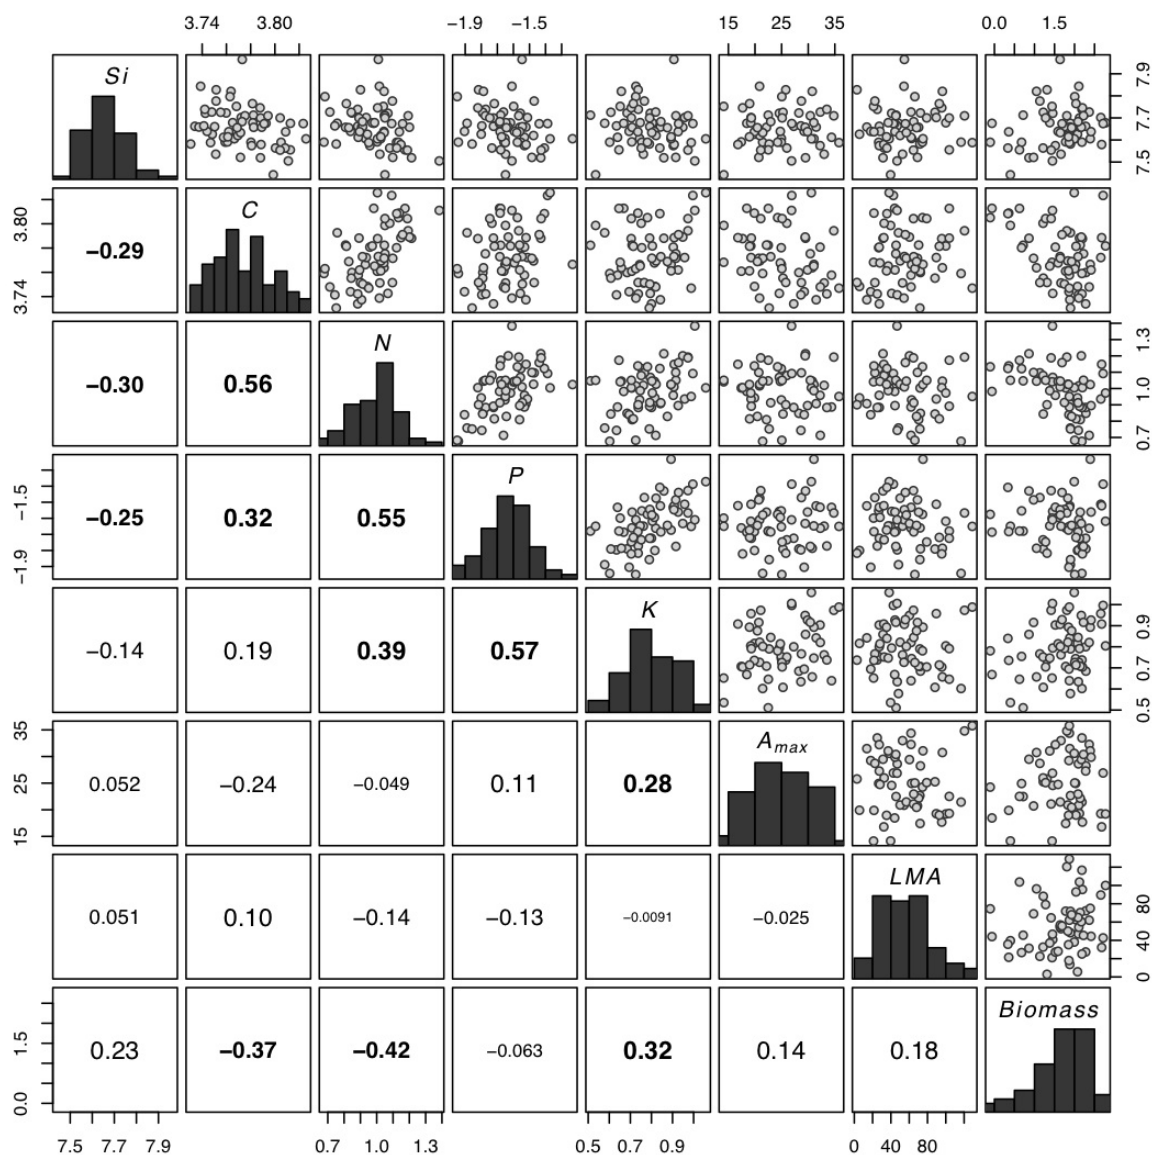 3.74 3.80 −1.9 −1.5 15 25 35 0.0 1.5
Si 7.5 7.7 7.9
3.74 3.80 −0.29 C
−0.30 0.56 N 0.7 1.0 1.3
−1.9 −1.5 −0.25 0.32 0.55 P
−0.14 0.19 0.39 0.57 K 0.5 0.7 0.9
15 25 35 0.052 −0.24 −0.049 0.11 0.28 Amax
0.051 0.10 −0.14 −0.13 −0.0091 −0.025 LMA 0 40 80
0.0 1.5 0.23 −0.37 −0.42 −0.063 0.32 0.14 0.18 Biomass
7.5 7.7 7.9 0.7 1.0 1.3 0.5 0.7 0.9 0 40 80